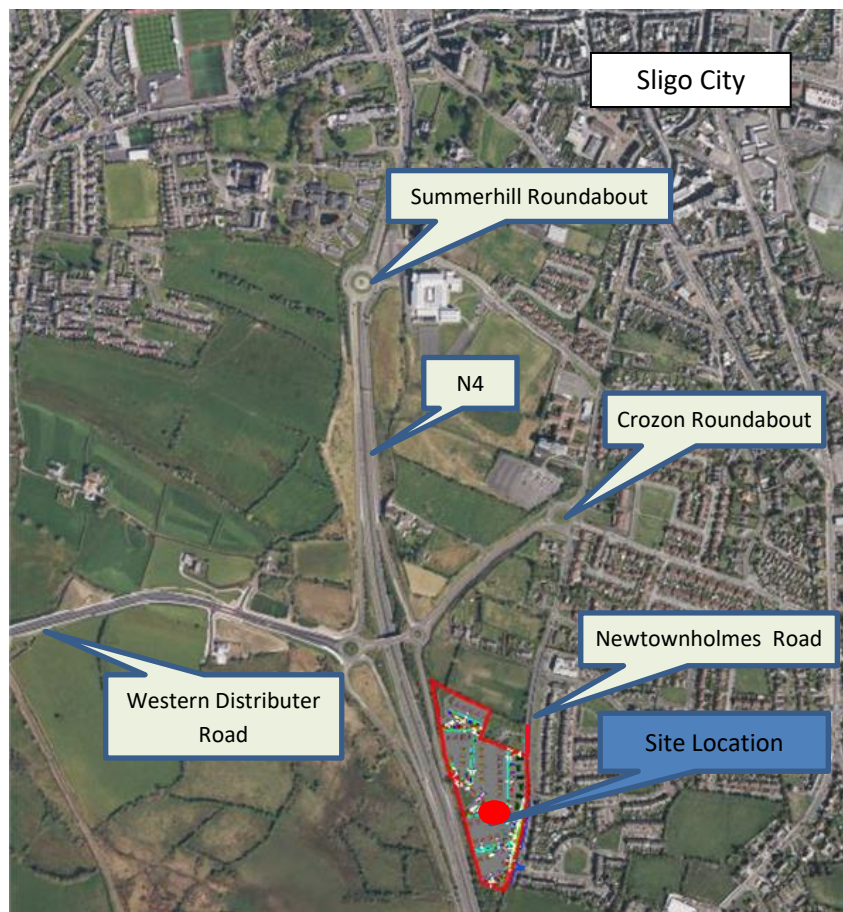 Sligo City
Summerhill Roundabout
N4
Crozon Roundabout
Newtownholmes Road
Western Distributer
Road
Site Location